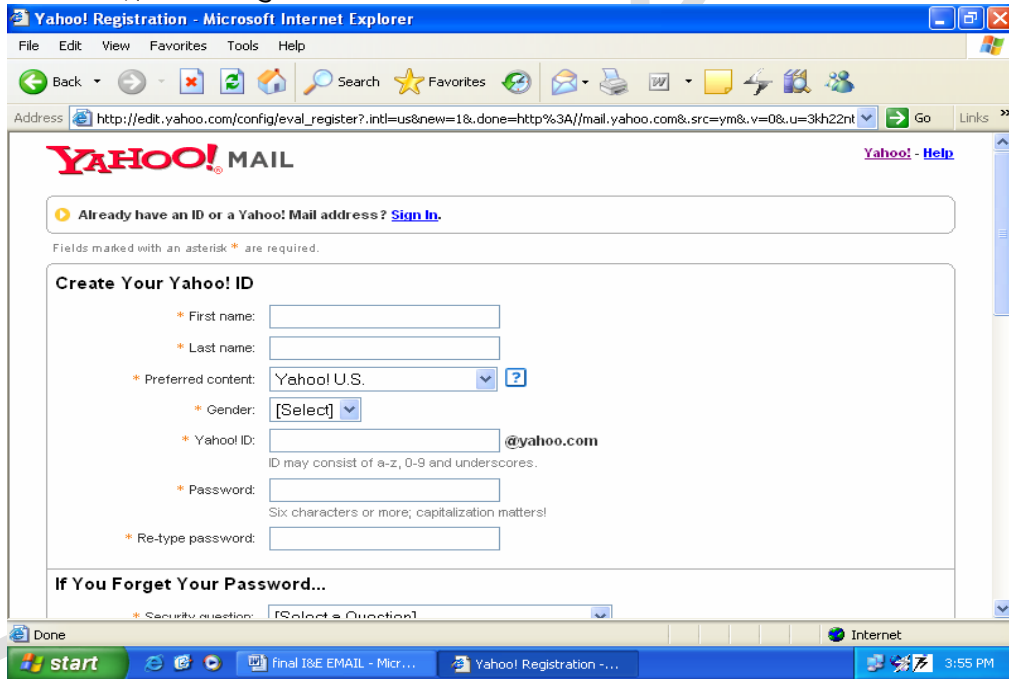 Yahoo! Registration - Microsoft Internet Explorer
File Edit View Favorites Tools Help
Back Search Favorites
Address http://edit.yahoo.com/config/eval_register?.intl=us&new=1&.done=http%3A//mail.yahoo.com&.src=ym&.v=0&.u=3kh22nt Go Links »
YAHOO! MAIL Yahoo! - Help
Already have an ID or a Yahoo! Mail address? Sign In.
Fields marked with an asterisk * are required.
Create Your Yahoo! ID
* First name:
* Last name:
* Preferred content: Yahoo! U.S. ?
* Gender: [Select]
* Yahoo! ID: @yahoo.com
ID may consist of a-z, 0-9 and underscores.
* Password:
Six characters or more; capitalization matters!
* Re-type password:
If You Forget Your Password...
* Security question: [Select a Question]
Done Internet
start final I&E EMAIL - Micr... Yahoo! Registration -... 3:55 PM